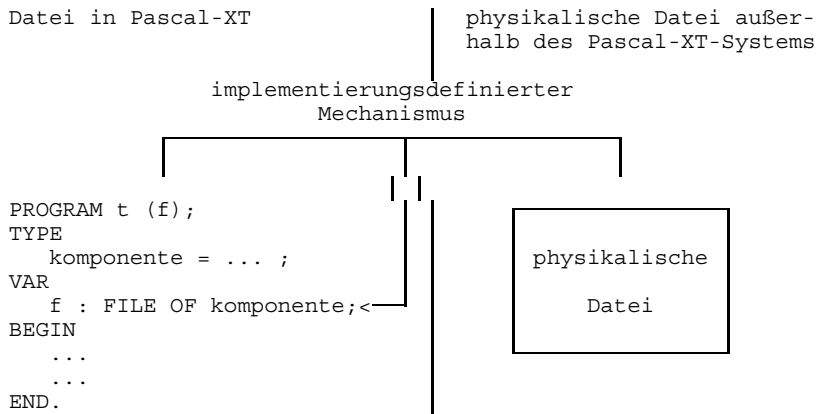 Datei in Pascal-XT
physikalische Datei außer-
halb des Pascal-XT-Systems
implementierungsdefinierter
Mechanismus
PROGRAM t (f);
TYPE
komponente = ... ;
VAR
f : FILE OF komponente;<
BEGIN
...
...
END.
physikalische
Datei